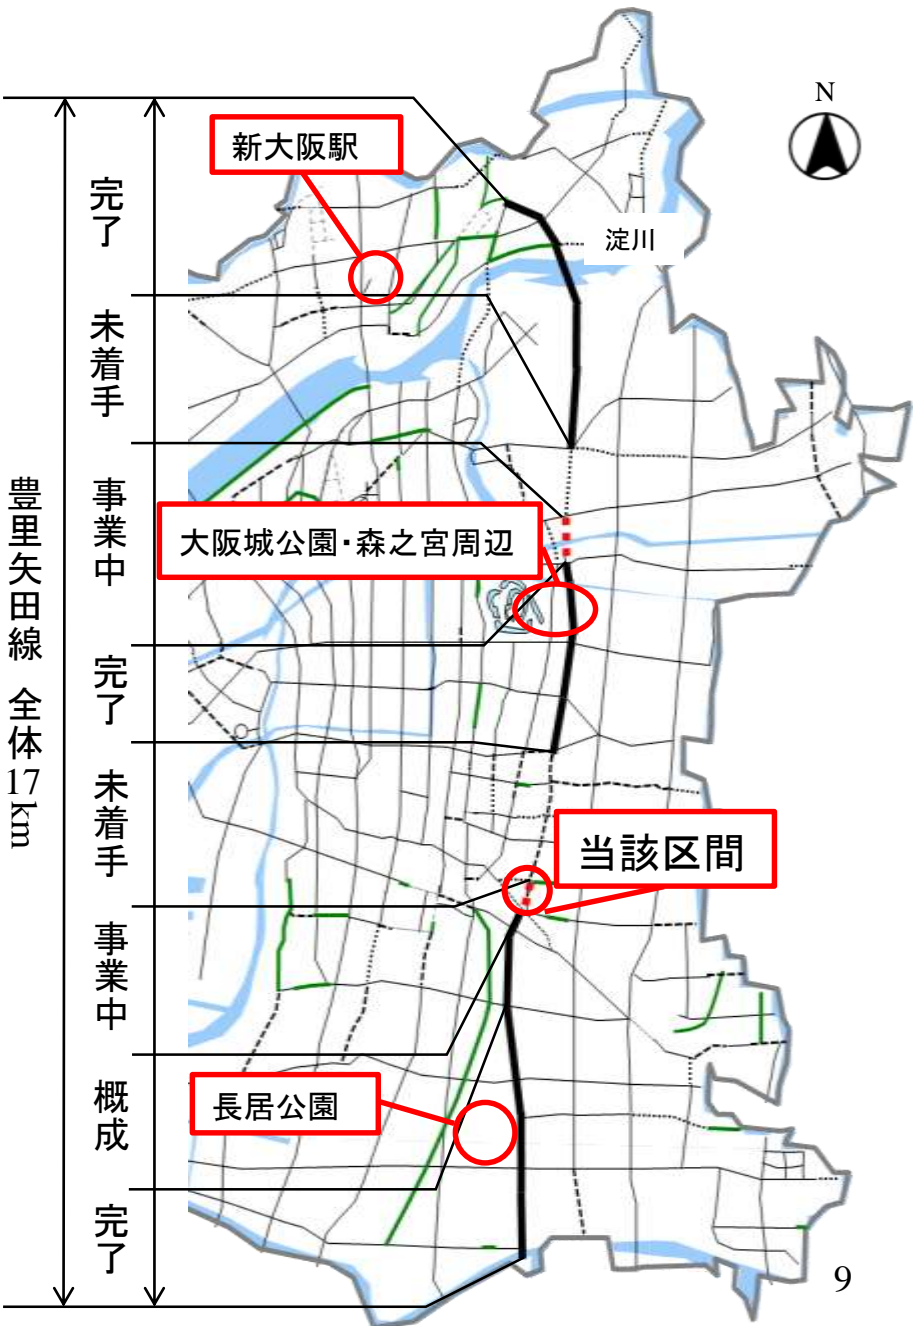 豊里矢田線 全体17km
完了
未着手
事業中
完了
未着手
事業中
概成
完了
新大阪駅
N
淀川
大阪城公園・森之宮周辺
当該区間
長居公園
9